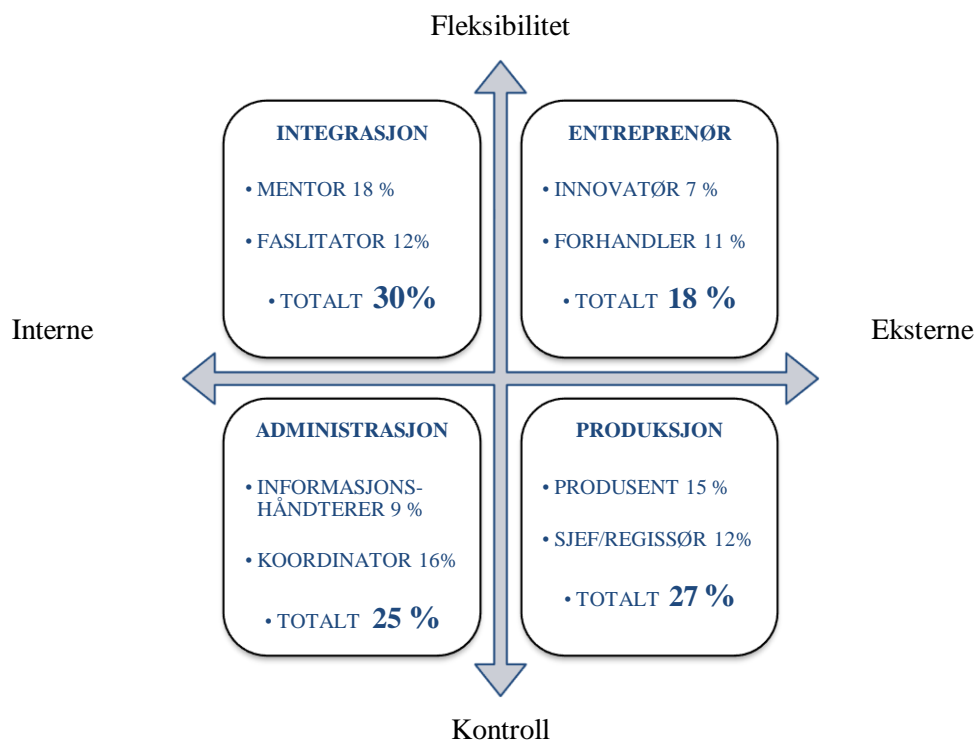 Fleksibilitet
INTEGRASJON
• MENTOR 18 %
• FASLITATOR 12%
• TOTALT 30%
ENTREPRENØR
• INNOVATØR 7 %
• FORHANDLER 11 %
• TOTALT 18 %
Interne
Eksterne
ADMINISTRASJON
• INFORMASJONS-
HÅNDTERER 9 %
• KOORDINATOR 16%
• TOTALT 25 %
PRODUKSJON
• PRODUSENT 15 %
• SJEF/REGISSØR 12%
• TOTALT 27 %
Kontroll